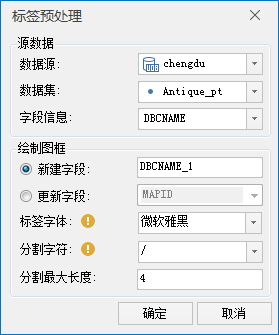 标签预处理
源数据
数据源: chengdu
数据集: Antique_pt
字段信息: DBCNAME
绘制图框
新建字段: DBCNAME_1
更新字段: MAPID
标签字体: 微软雅黑
分割字符: /
分割最大长度: 4
确定 取消